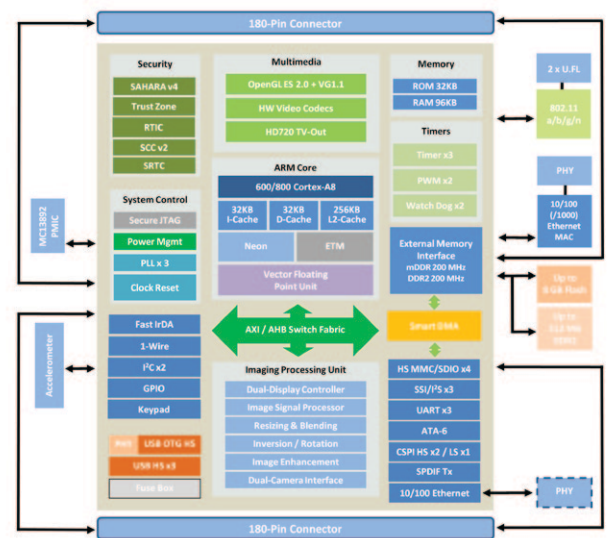 180-Pin Connector
Security
SAHARA v4
Trust Zone
RTIC
SCC v2
SRTC
Multimedia
OpenGL ES 2.0 + VG1.1
HW Video Codecs
HD720 TV-Out
Memory
ROM 32KB
RAM 96KB
Timers
Timer x3
PWM x2
Watch Dog x2
2 x U.FL
802.11
a/b/g/n
PHY
10/100
(/1000)
Ethernet
MAC
MC13892
PMIC
System Control
Secure JTAG
Power Mgmt
PLL x 3
Clock Reset
ARM Core
600/800 Cortex-A8
32KB
I-Cache
32KB
D-Cache
256KB
L2-Cache
Neon
ETM
Vector Floating
Point Unit
External Memory
Interface
mDDR 200 MHz
DDR2 200 MHz
Up to
8 GB Flash
Up to
Accelerometer
Fast IrDA
1-Wire
I²C x2
GPIO
Keypad
AXI / AHB Switch Fabric
Smart DMA
USB OTG HS
USB HS x3
Fuse Box
Imaging Processing Unit
Dual-Display Controller
Image Signal Processor
Resizing & Blending
Inversion / Rotation
Image Enhancement
Dual-Camera Interface
HS MMC/SDIO x4
SSI/I²S x3
UART x3
ATA-6
CSPI HS x2 / LS x1
SPDIF Tx
10/100 Ethernet
PHY
180-Pin Connector